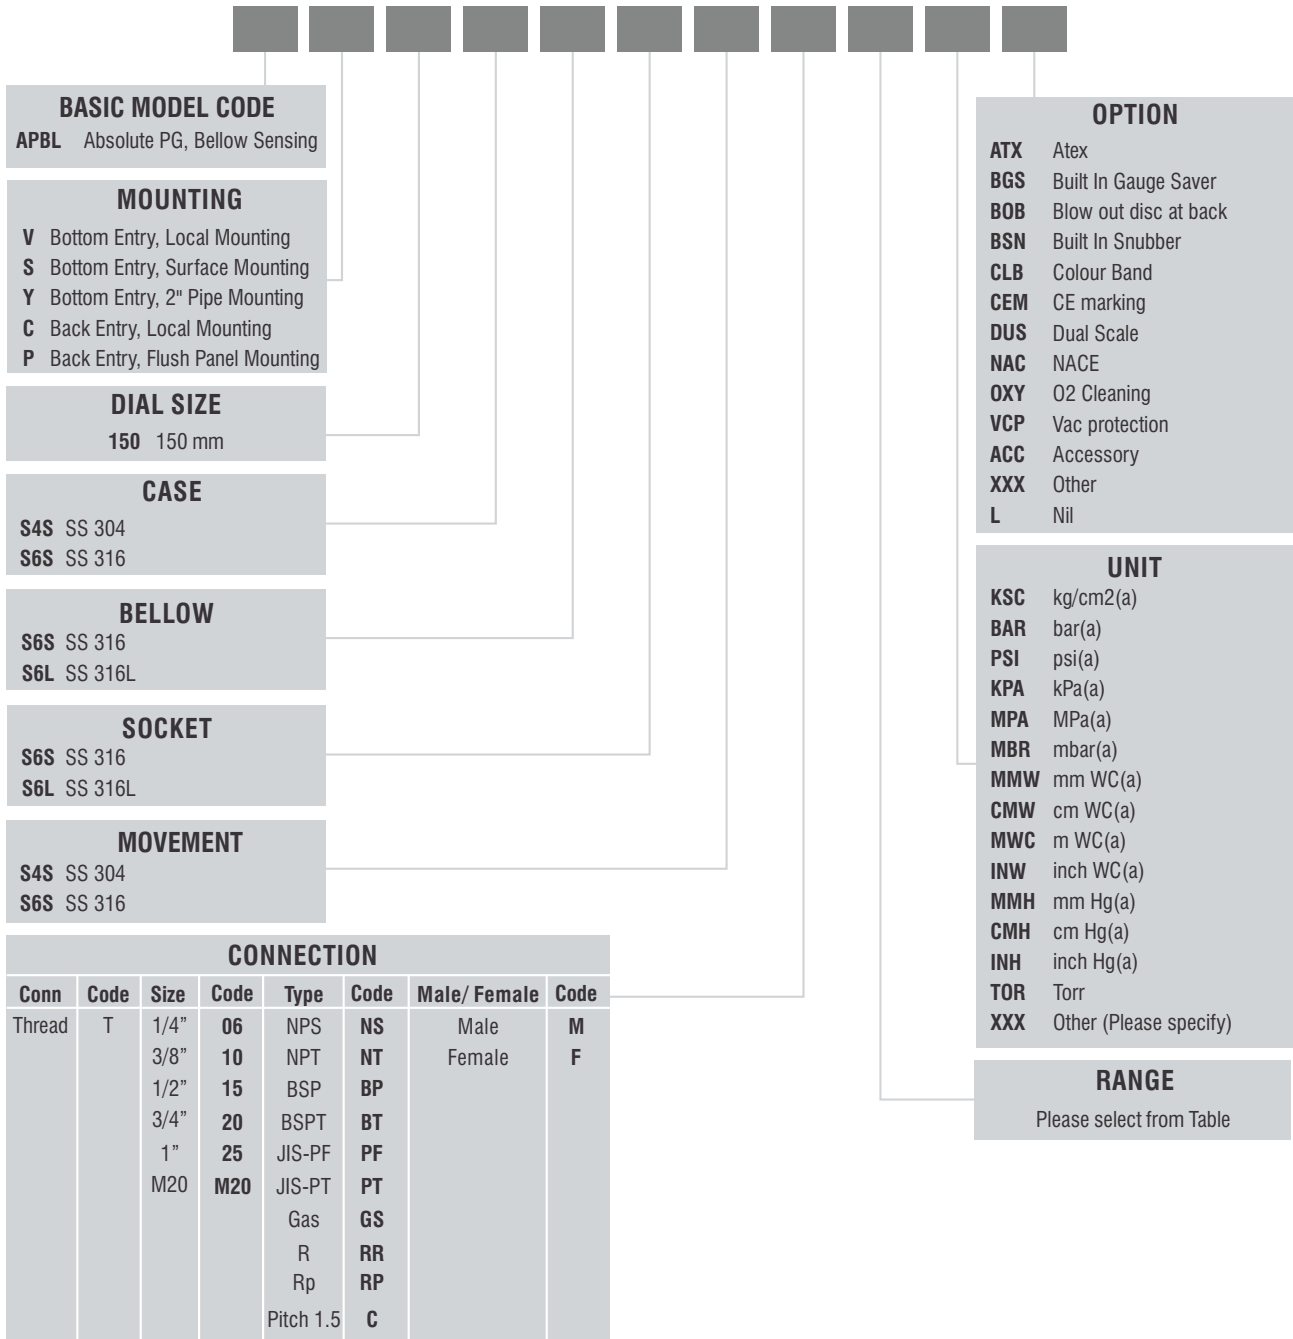 BASIC MODEL CODE
APBL Absolute PG, Bellow Sensing
MOUNTING
V Bottom Entry, Local Mounting
S Bottom Entry, Surface Mounting
Y Bottom Entry, 2" Pipe Mounting
C Back Entry, Local Mounting
P Back Entry, Flush Panel Mounting
DIAL SIZE
150 150 mm
CASE
S4S SS 304
S6S SS 316
BELLOW
S6S SS 316
S6L SS 316L
SOCKET
S6S SS 316
S6L SS 316L
MOVEMENT
S4S SS 304
S6S SS 316
CONNECTION
Conn Code Size Code Type Code Male/ Female Code
Thread T 1/4” 06 NPS NS Male M
3/8” 10 NPT NT Female F
1/2” 15 BSP BP
3/4” 20 BSPT BT
1” 25 JIS-PF PF
M20 M20 JIS-PT PT
Gas GS
R RR
Rp RP
Pitch 1.5 C
OPTION
ATX Atex
BGS Built In Gauge Saver
BOB Blow out disc at back
BSN Built In Snubber
CLB Colour Band
CEM CE marking
DUS Dual Scale
NAC NACE
OXY O2 Cleaning
VCP Vac protection
ACC Accessory
XXX Other
L Nil
UNIT
KSC kg/cm2(a)
BAR bar(a)
PSI psi(a)
KPA kPa(a)
MPA MPa(a)
MBR mbar(a)
MMW mm WC(a)
CMW cm WC(a)
MWC m WC(a)
INW inch WC(a)
MMH mm Hg(a)
CMH cm Hg(a)
INH inch Hg(a)
TOR Torr
XXX Other (Please specify)
RANGE
Please select from Table